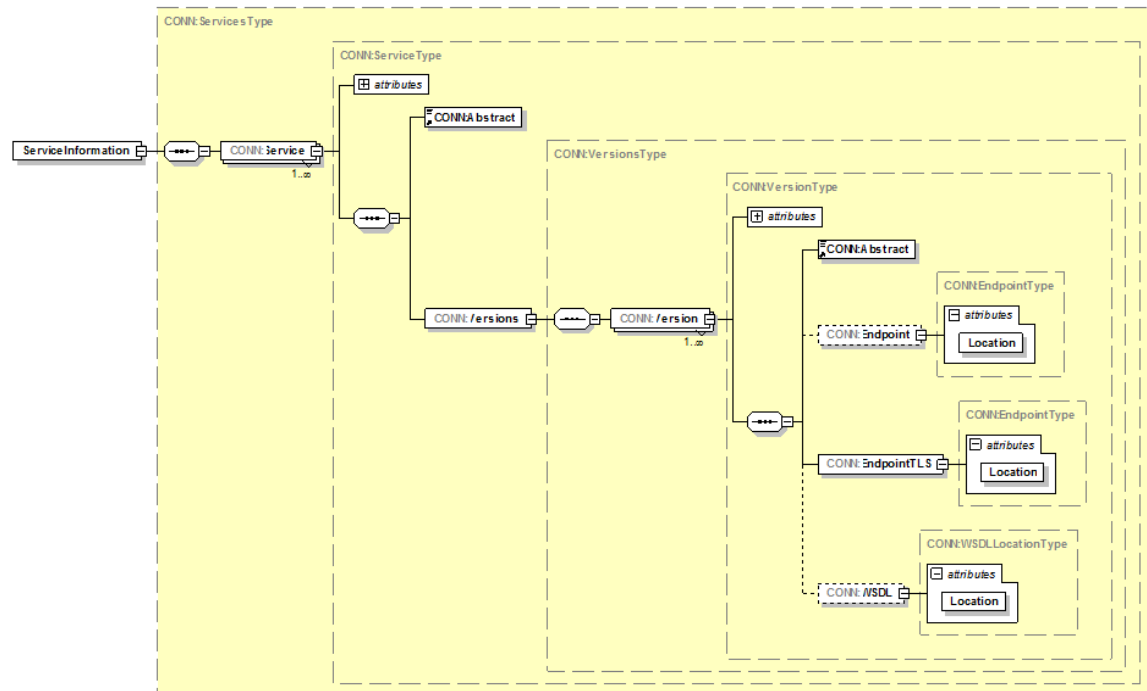 CONN:ServicesType
CONN:ServiceType
attributes
CONN:Abstract
ServiceInformation
CONN:Service
1..∞
CONN:VersionsType
CONN:VersionType
attributes
CONN:Abstract
CONN:EndpointType
attributes
Location
CONN:Versions
CONN:Version
1..∞
CONN:Endpoint
CONN:EndpointType
attributes
Location
CONN:EndpointTLS
CONN:WSDLLocationType
attributes
Location
CONN:WSDL